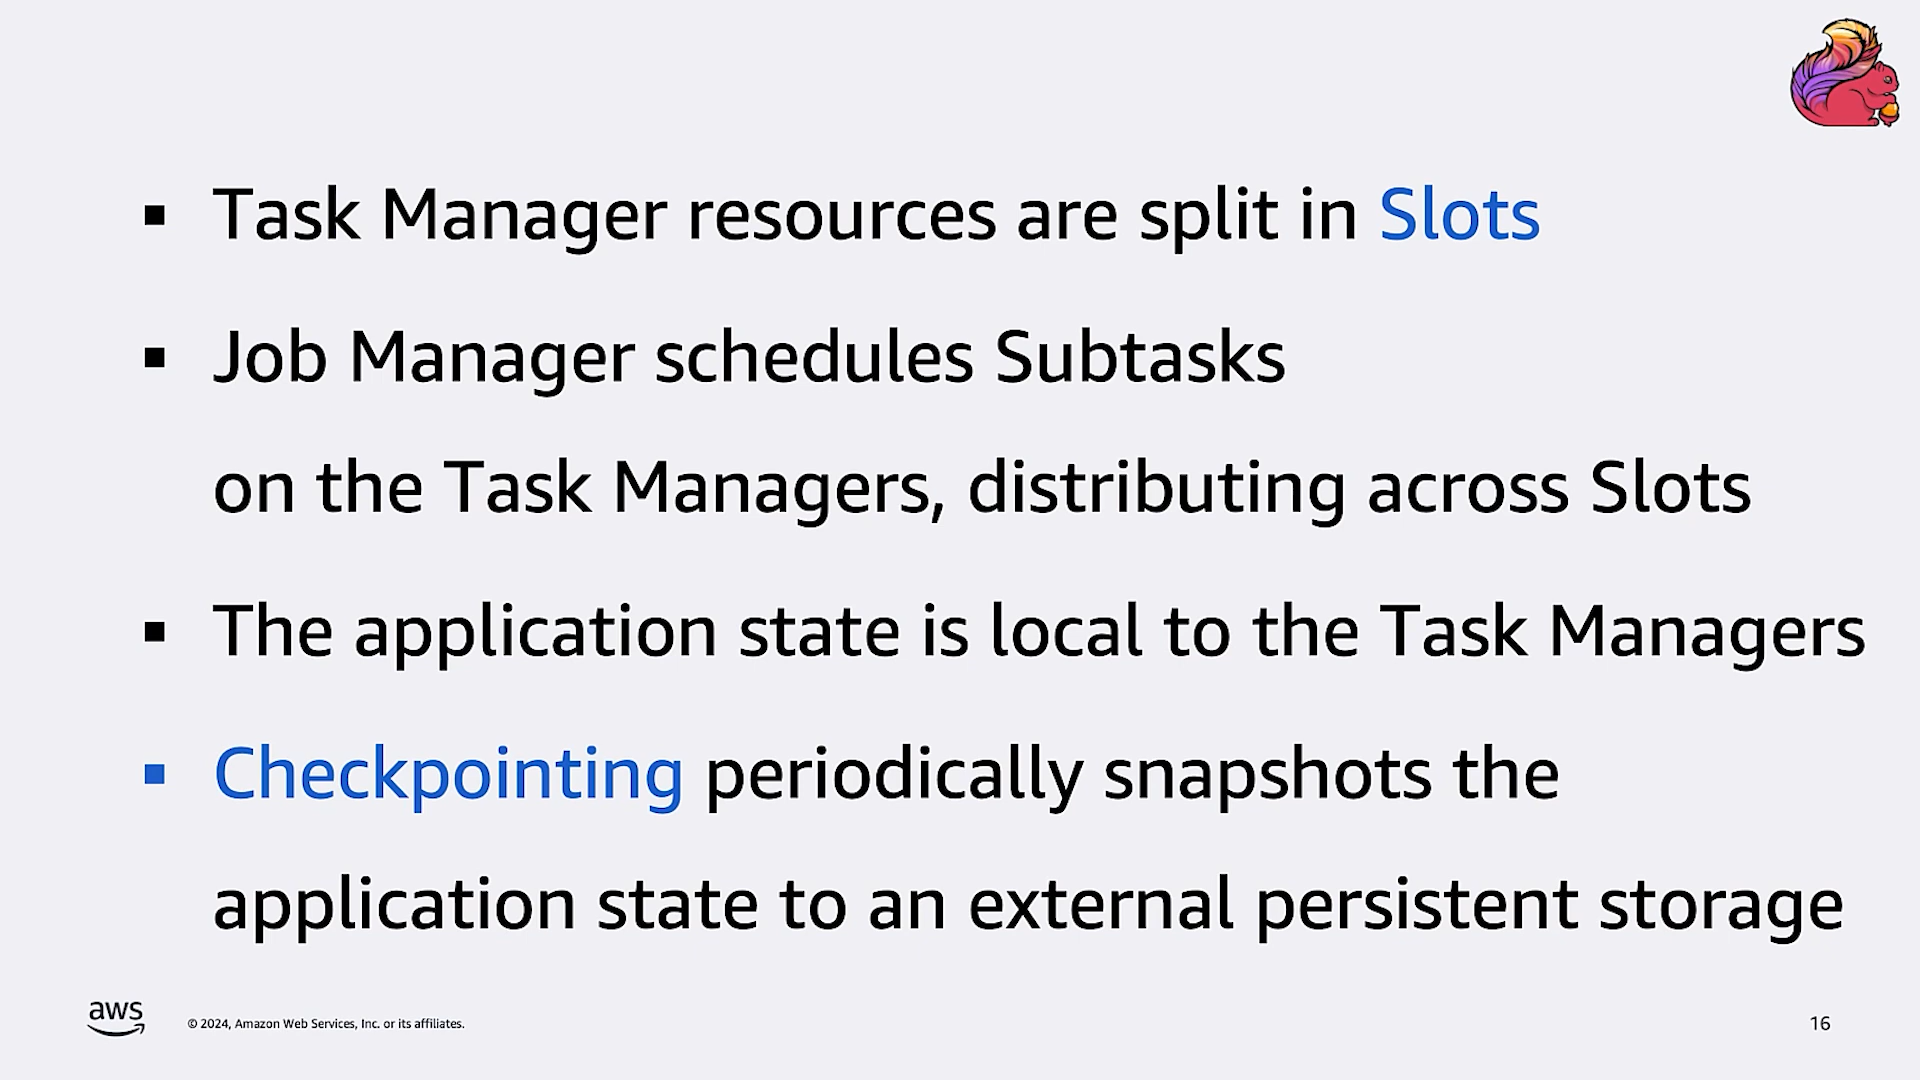 ▪ Task Manager resources are split in Slots
▪ Job Manager schedules Subtasks
on the Task Managers, distributing across Slots
▪ The application state is local to the Task Managers
▪ Checkpointing periodically snapshots the
application state to an external persistent storage
aws
© 2024, Amazon Web Services, Inc. or its affiliates.
16